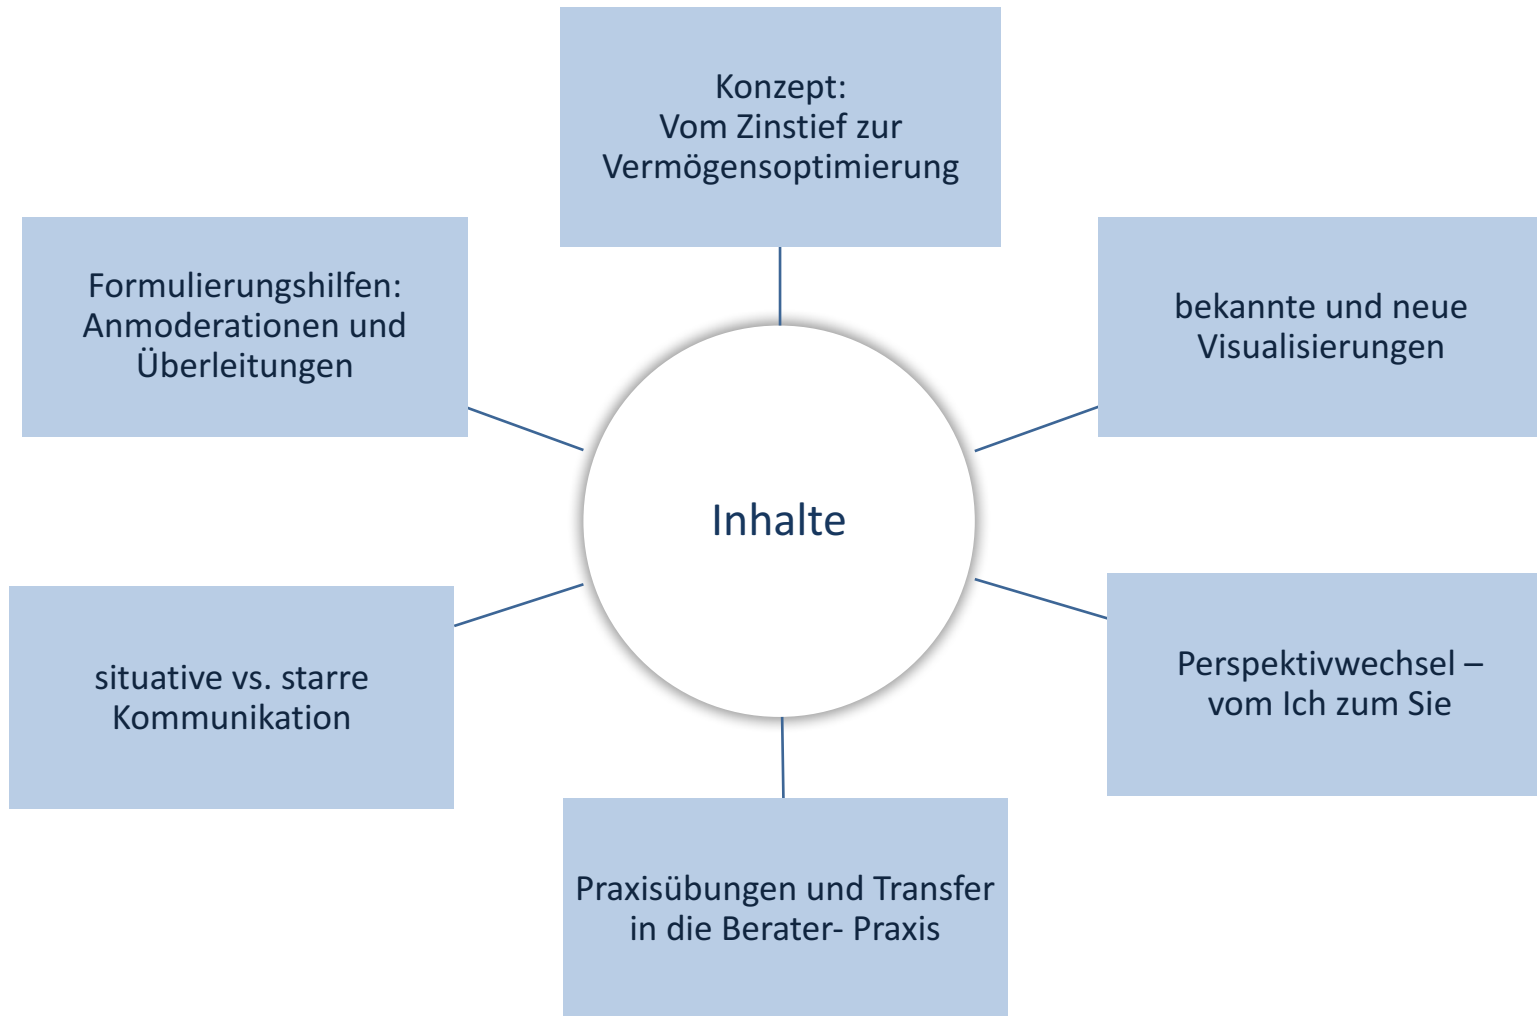 Konzept:
Vom Zinstief zur
Vermögensoptimierung
Formulierungshilfen:
Anmoderationen und
Überleitungen
bekannte und neue
Visualisierungen
Inhalte
situative vs. starre
Kommunikation
Perspektivwechsel –
vom Ich zum Sie
Praxisübungen und Transfer
in die Berater- Praxis